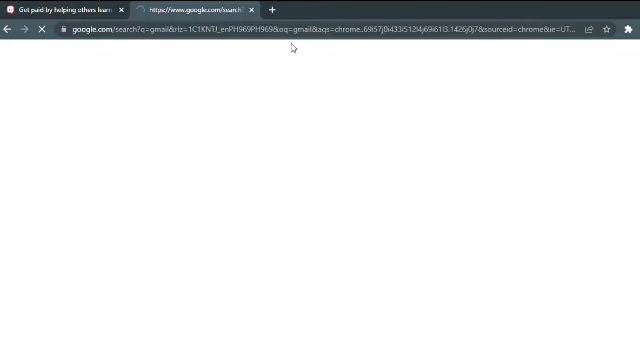 Get paid by helping others learn
https://www.google.com/search?
google.com/search?q=gmail&rlz=1C1KNTJ_enPH969PH969&oq=gmail&aqs=chrome..69i57j0i433i512l4j69i61l3.1426j0j7&sourceid=chrome&ie=UT...